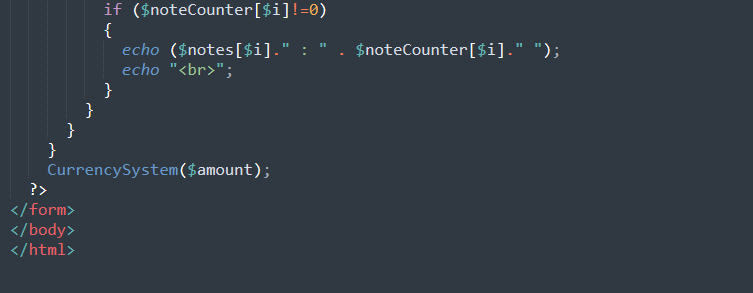 if ($noteCounter[$i]!=0)
{
echo ($notes[$i]." : " . $noteCounter[$i]." ");
echo "<br>";
}
}
}
}
CurrencySystem($amount);
?>
</form>
</body>
</html>